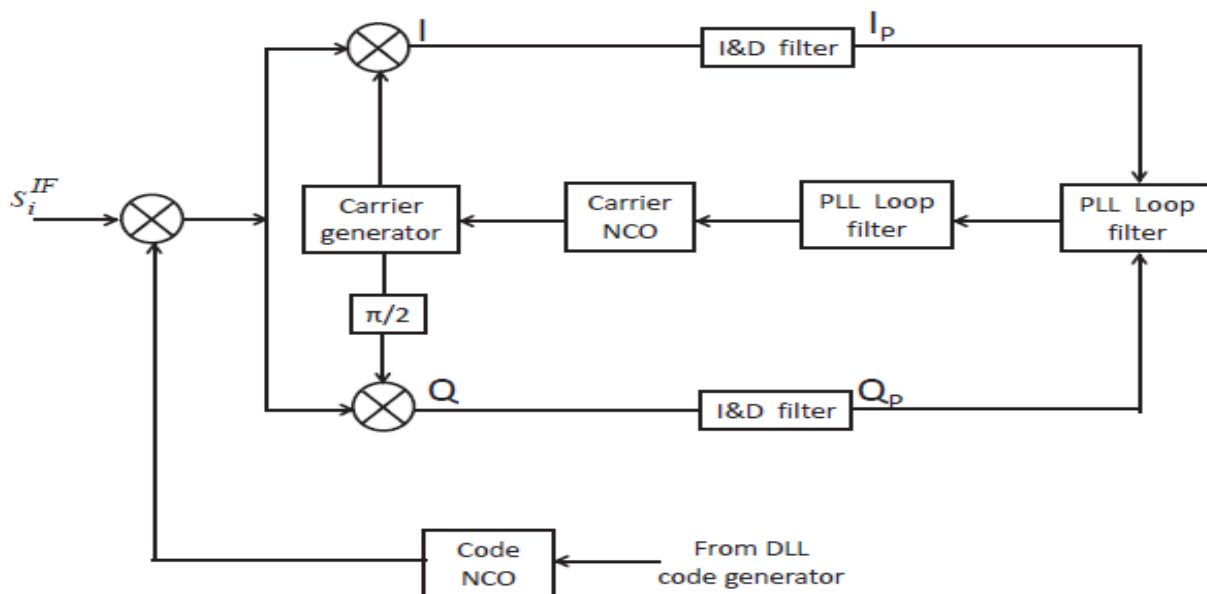 I
I&D filter
I_P
S_i^{IF}
Carrier
generator
Carrier
NCO
PLL Loop
filter
PLL Loop
filter
π/2
Q
I&D filter
Q_P
Code
NCO
From DLL
code generator